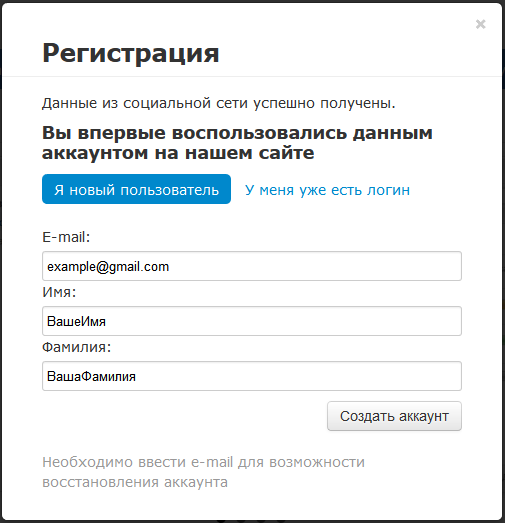 ×
Регистрация
Данные из социальной сети успешно получены.
Вы впервые воспользовались данным
аккаунтом на нашем сайте
Я новый пользователь У меня уже есть логин
E-mail:
example@gmail.com
Имя:
ВашеИмя
Фамилия:
ВашаФамилия
Создать аккаунт
Необходимо ввести e-mail для возможности
восстановления аккаунта